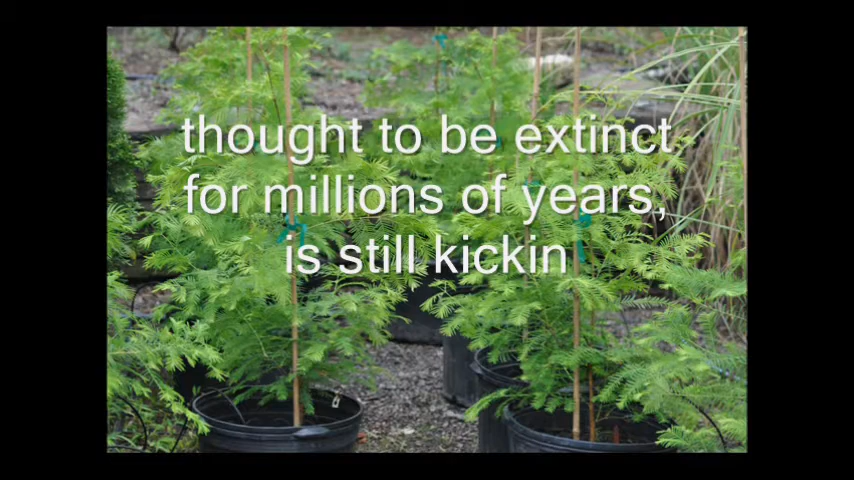 thought to be extinct
for millions of years,
is still kickin